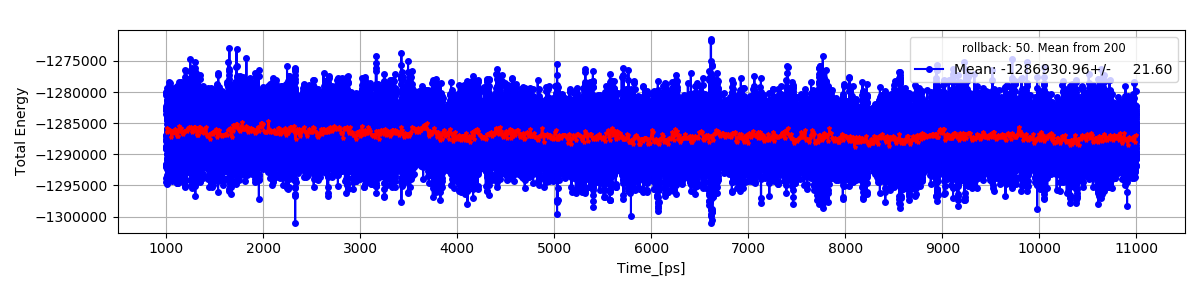 rollback: 50. Mean from 200
Mean: -1286930.96+/- 21.60
Total Energy
−1275000
−1280000
−1285000
−1290000
−1295000
−1300000
1000 2000 3000 4000 5000 6000 7000 8000 9000 10000 11000
Time_[ps]